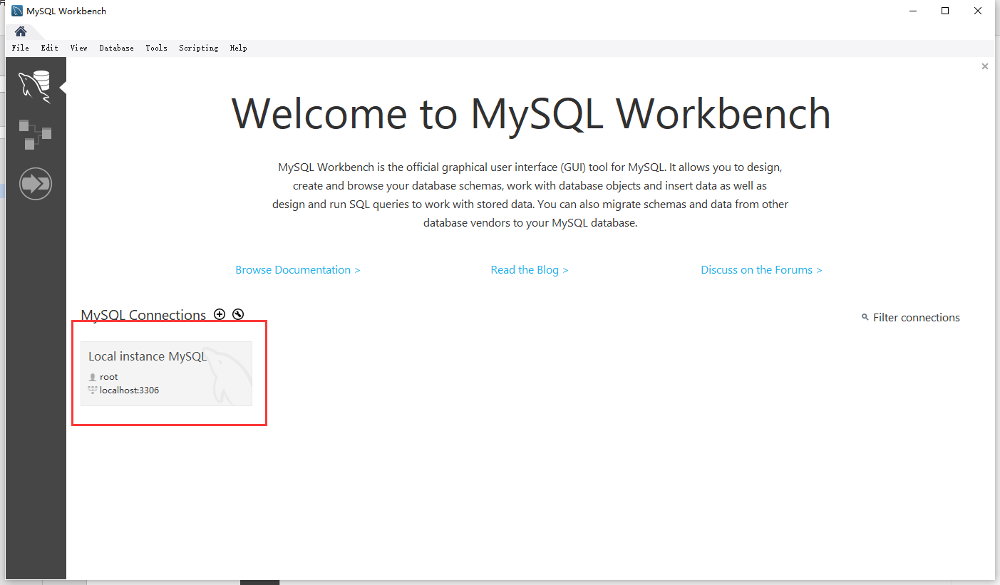 MySQL Workbench
File Edit View Database Tools Scripting Help
Welcome to MySQL Workbench
MySQL Workbench is the official graphical user interface (GUI) tool for MySQL. It allows you to design,
create and browse your database schemas, work with database objects and insert data as well as
design and run SQL queries to work with stored data. You can also migrate schemas and data from other
database vendors to your MySQL database.
Browse Documentation > Read the Blog > Discuss on the Forums >
MySQL Connections Filter connections
Local instance MySQL
root
localhost:3306